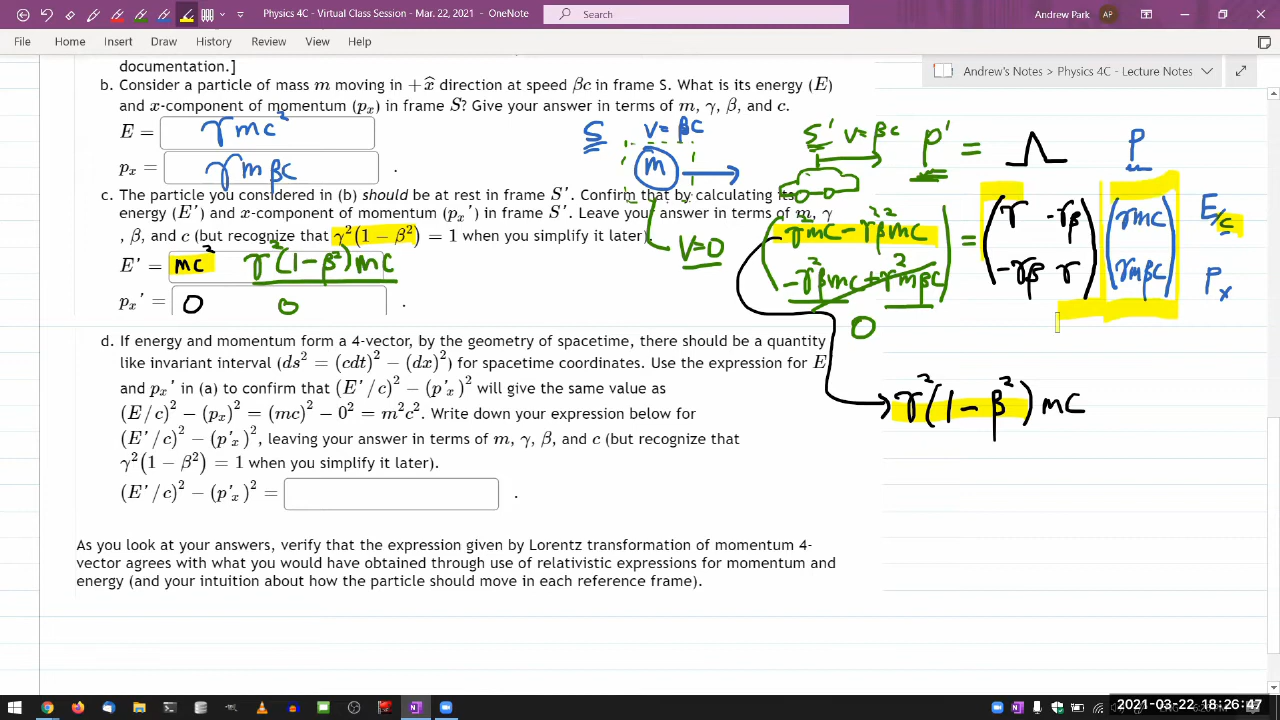 Physics 4C - Virtual Class Session - Mar. 22, 2021 - OneNote
Search
Andrew Park
AP
File Home Insert Draw History Review View Help
Andrew's Notes > Physics 4C - Lecture Notes
documentation.]
b. Consider a particle of mass m moving in +x̂ direction at speed βc in frame S. What is its energy (E)
and x-component of momentum (pₓ) in frame S? Give your answer in terms of m, γ, β, and c.
E = γmc²
pₓ = γmβc .
S
V = βc
m
V=0
S' V = βc
p' = Λ p
(γ²mc - γβ²mc
-γ²βmc + γ²mβc)
0
= (γ -γβ
-γβ γ)
(γmc
γmβc)
E/c
Pₓ
c. The particle you considered in (b) should be at rest in frame S'. Confirm that by calculating its
energy (E') and x-component of momentum (pₓ') in frame S'. Leave your answer in terms of m, γ
, β, and c (but recognize that γ²(1 − β²) = 1 when you simplify it later).
E' = mc² γ²(1-β²)mc
pₓ' = 0 0 .
γ²(1-β²)mc
d. If energy and momentum form a 4-vector, by the geometry of spacetime, there should be a quantity
like invariant interval (ds² = (cdt)² − (dx)²) for spacetime coordinates. Use the expression for E
and pₓ' in (a) to confirm that (E'/c)² − (p'ₓ)² will give the same value as
(E/c)² − (pₓ)² = (mc)² − 0² = m²c². Write down your expression below for
(E'/c)² − (p'ₓ)², leaving your answer in terms of m, γ, β, and c (but recognize that
γ²(1 − β²) = 1 when you simplify it later).
(E'/c)² − (p'ₓ)² = .
As you look at your answers, verify that the expression given by Lorentz transformation of momentum 4-
vector agrees with what you would have obtained through use of relativistic expressions for momentum and
energy (and your intuition about how the particle should move in each reference frame).
2021-03-22 18:26:47